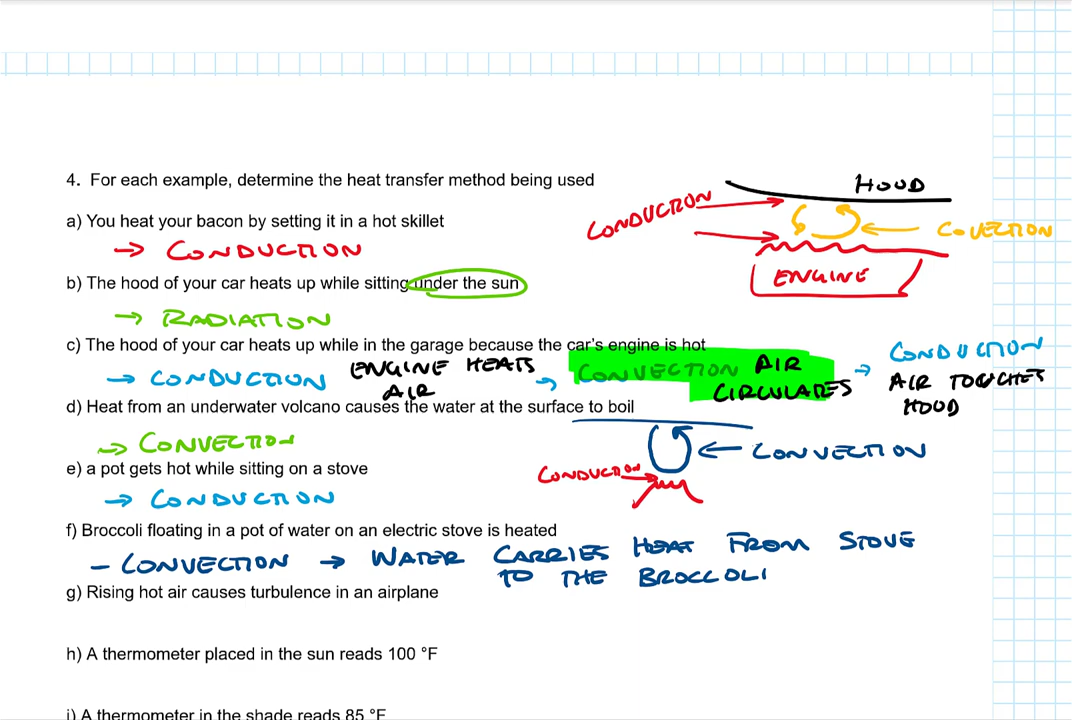 4. For each example, determine the heat transfer method being used
HOOD
CONDUCTION
COVECTION
ENGINE
a) You heat your bacon by setting it in a hot skillet
→ CONDUCTION
b) The hood of your car heats up while sitting under the sun
→ RADIATION
c) The hood of your car heats up while in the garage because the car's engine is hot
→ CONDUCTION ENGINE HEATS AIR → CONVECTION AIR CIRCULARES → CONDUCTION AIR TOUCHES HOOD
d) Heat from an underwater volcano causes the water at the surface to boil
→ CONVECTION
← CONVECTION
CONDUCTION
e) a pot gets hot while sitting on a stove
→ CONDUCTION
f) Broccoli floating in a pot of water on an electric stove is heated
- CONVECTION → WATER CARRIES HEAT FROM STOVE
TO THE BROCCOLI
g) Rising hot air causes turbulence in an airplane
h) A thermometer placed in the sun reads 100 °F
i) A thermometer in the shade reads 85 °F